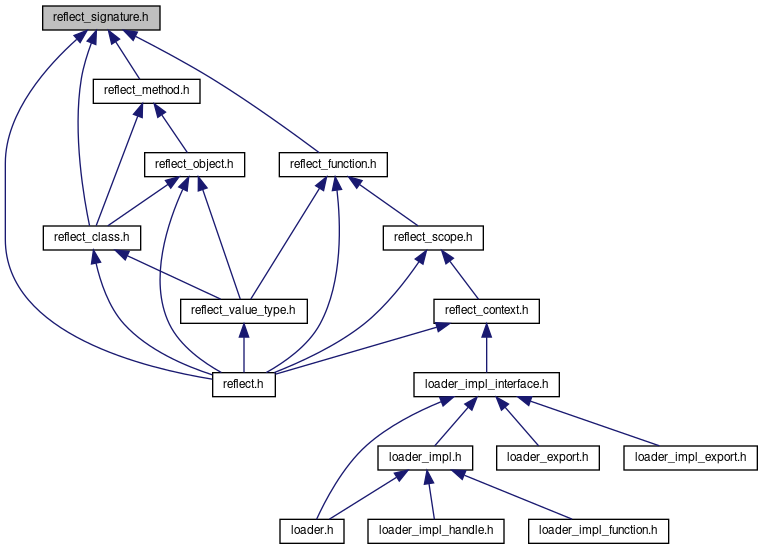 reflect_signature.h
reflect_method.h
reflect_object.h
reflect_function.h
reflect_class.h
reflect_scope.h
reflect_value_type.h
reflect_context.h
reflect.h
loader_impl_interface.h
loader_impl.h
loader_export.h
loader_impl_export.h
loader.h
loader_impl_handle.h
loader_impl_function.h